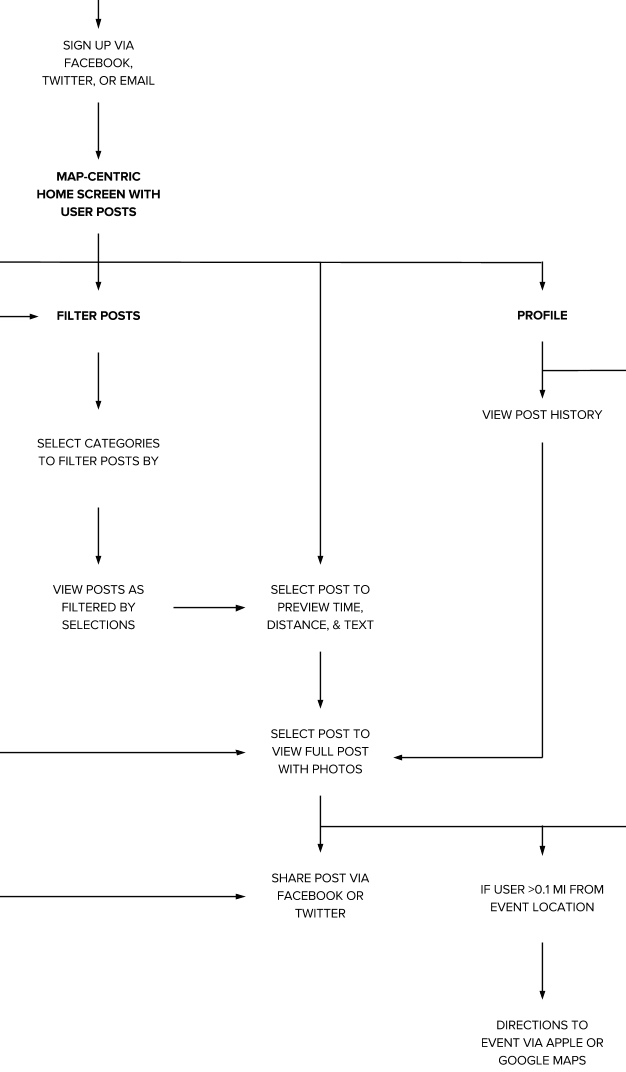 SIGN UP VIA
FACEBOOK,
TWITTER, OR EMAIL
MAP-CENTRIC
HOME SCREEN WITH
USER POSTS
FILTER POSTS
PROFILE
VIEW POST HISTORY
SELECT CATEGORIES
TO FILTER POSTS BY
VIEW POSTS AS
FILTERED BY
SELECTIONS
SELECT POST TO
PREVIEW TIME,
DISTANCE, & TEXT
SELECT POST TO
VIEW FULL POST
WITH PHOTOS
SHARE POST VIA
FACEBOOK OR
TWITTER
IF USER >0.1 MI FROM
EVENT LOCATION
DIRECTIONS TO
EVENT VIA APPLE OR
GOOGLE MAPS